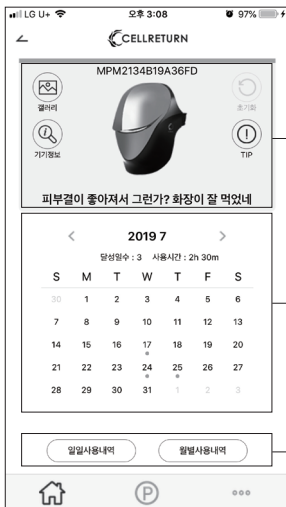 LG U+ 오후 3:08 97%
CELLRETURN
MPM2134B19A36FD
갤러리 초기화
기기정보 TIP
피부결이 좋아져서 그런가? 화장이 잘 먹었네
< 2019 7 >
달성일수 : 3 사용시간 : 2h 30m
S M T W T F S
30 1 2 3 4 5 6
7 8 9 10 11 12 13
14 15 16 17 18 19 20
21 22 23 24 25 26 27
28 29 30 31 1 2 3
일일사용내역 월별사용내역
P